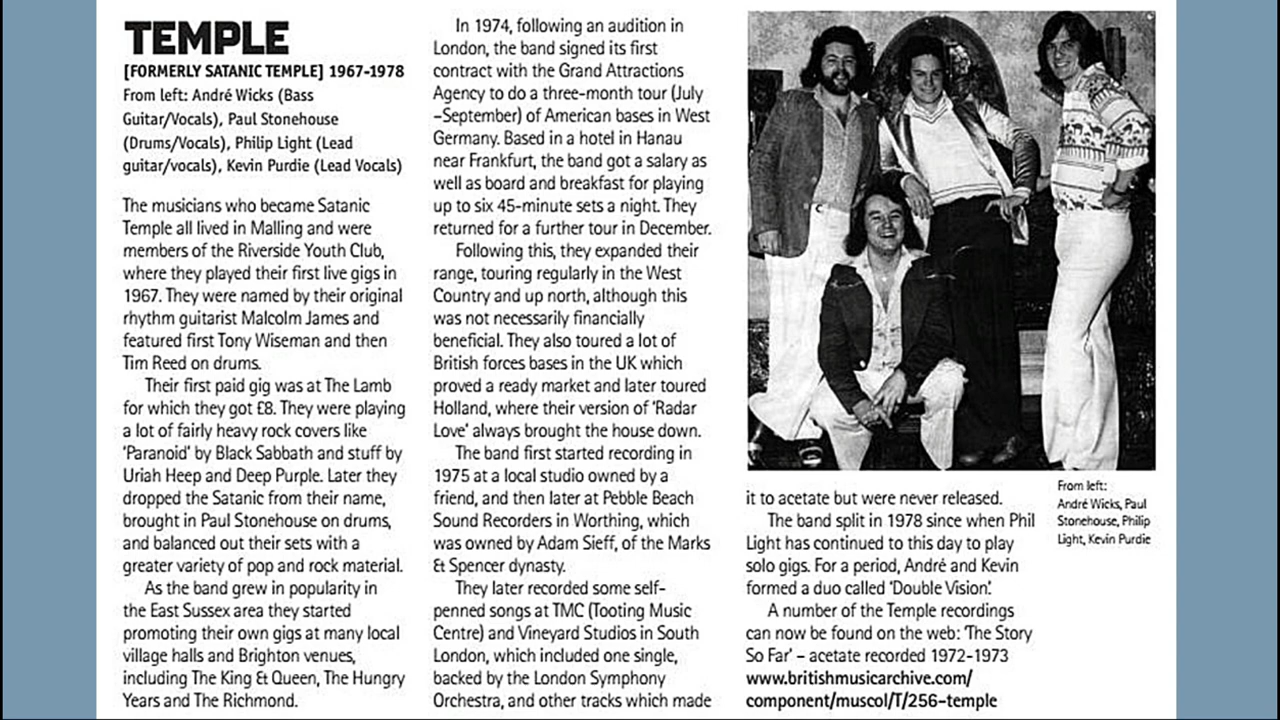 TEMPLE
[FORMERLY SATANIC TEMPLE] 1967-1978
From left: André Wicks (Bass
Guitar/Vocals), Paul Stonehouse
(Drums/Vocals), Philip Light (Lead
guitar/vocals), Kevin Purdie (Lead Vocals)
The musicians who became Satanic
Temple all lived in Malling and were
members of the Riverside Youth Club,
where they played their first live gigs in
1967. They were named by their original
rhythm guitarist Malcolm James and
featured first Tony Wiseman and then
Tim Reed on drums.
Their first paid gig was at The Lamb
for which they got £8. They were playing
a lot of fairly heavy rock covers like
'Paranoid' by Black Sabbath and stuff by
Uriah Heep and Deep Purple. Later they
dropped the Satanic from their name,
brought in Paul Stonehouse on drums,
and balanced out their sets with a
greater variety of pop and rock material.
As the band grew in popularity in
the East Sussex area they started
promoting their own gigs at many local
village halls and Brighton venues,
including The King & Queen, The Hungry
Years and The Richmond.
In 1974, following an audition in
London, the band signed its first
contract with the Grand Attractions
Agency to do a three-month tour (July
–September) of American bases in West
Germany. Based in a hotel in Hanau
near Frankfurt, the band got a salary as
well as board and breakfast for playing
up to six 45-minute sets a night. They
returned for a further tour in December.
Following this, they expanded their
range, touring regularly in the West
Country and up north, although this
was not necessarily financially
beneficial. They also toured a lot of
British forces bases in the UK which
proved a ready market and later toured
Holland, where their version of 'Radar
Love' always brought the house down.
The band first started recording in
1975 at a local studio owned by a
friend, and then later at Pebble Beach
Sound Recorders in Worthing, which
was owned by Adam Sieff, of the Marks
& Spencer dynasty.
They later recorded some self-
penned songs at TMC (Tooting Music
Centre) and Vineyard Studios in South
London, which included one single,
backed by the London Symphony
Orchestra, and other tracks which made
it to acetate but were never released.
The band split in 1978 since when Phil
Light has continued to this day to play
solo gigs. For a period, André and Kevin
formed a duo called 'Double Vision'.
A number of the Temple recordings
can now be found on the web: 'The Story
So Far' – acetate recorded 1972-1973
www.britishmusicarchive.com/
component/muscol/T/256-temple
From left:
André Wicks, Paul
Stonehouse, Philip
Light, Kevin Purdie